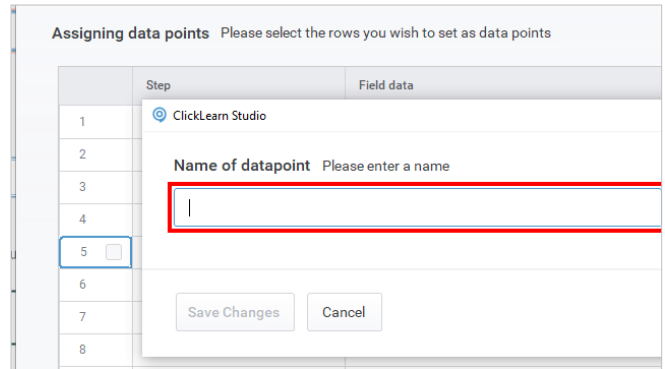 Assigning data points Please select the rows you wish to set as data points
Step Field data
1
ClickLearn Studio
2
Name of datapoint Please enter a name
3
4
5
6
Save Changes Cancel
7
8